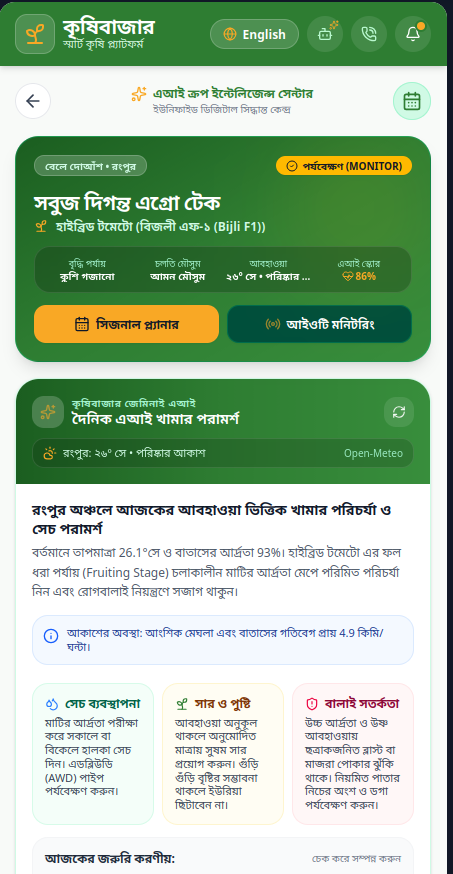 কৃষিবাজার
স্মার্ট কৃষি প্ল্যাটফর্ম
English
এআই ক্রপ ইন্টেলিজেন্স সেন্টার
ইউনিফাইড ডিজিটাল সিদ্ধান্ত কেন্দ্র
বেলে দোআঁশ • রংপুর
পর্যবেক্ষণ (MONITOR)
সবুজ দিগন্ত এগ্রো টেক
হাইব্রিড টমেটো (বিজলী এফ-১ (Bijli F1))
বৃদ্ধি পর্যায় চলতি মৌসুম আবহাওয়া এআই স্কোর
কুশি গজানো আমন মৌসুম ২৬° সে • পরিষ্কার ... 86%
সিজনাল প্ল্যানার
আইওটি মনিটরিং
কৃষিবাজার জেমিনাই এআই
দৈনিক এআই খামার পরামর্শ
রংপুর: ২৬° সে • পরিষ্কার আকাশ Open-Meteo
রংপুর অঞ্চলে আজকের আবহাওয়া ভিত্তিক খামার পরিচর্যা ও
সেচ পরামর্শ
বর্তমানে তাপমাত্রা 26.1°সে ও বাতাসের আর্দ্রতা 93%। হাইব্রিড টমেটো এর ফল
ধরা পর্যায় (Fruiting Stage) চলাকালীন মাটির আর্দ্রতা মেপে পরিমিত পরিচর্যা
নিন এবং রোগবালাই নিয়ন্ত্রণে সজাগ থাকুন।
আকাশের অবস্থা: আংশিক মেঘলা এবং বাতাসের গতিবেগ প্রায় 4.9 কিমি/
ঘন্টা।
সেচ ব্যবস্থাপনা
মাটির আর্দ্রতা পরীক্ষা
করে সকালে বা
বিকেলে হালকা সেচ
দিন। এডব্লিউডি
(AWD) পাইপ
পর্যবেক্ষণ করুন।
সার ও পুষ্টি
আবহাওয়া অনুকূল
থাকলে অনুমোদিত
মাত্রায় সুষম সার
প্রয়োগ করুন। গুঁড়ি
গুঁড়ি বৃষ্টির সম্ভাবনা
থাকলে ইউরিয়া
ছিটাবেন না।
বালাই সতর্কতা
উচ্চ আর্দ্রতা ও উষ্ণ
আবহাওয়ায়
ছত্রাকজনিত ব্লাস্ট বা
মাজরা পোকার ঝুঁকি
থাকে। নিয়মিত পাতার
নিচের অংশ ও ডগা
পর্যবেক্ষণ করুন।
আজকের জরুরি করণীয়: চেক করে সম্পন্ন করুন